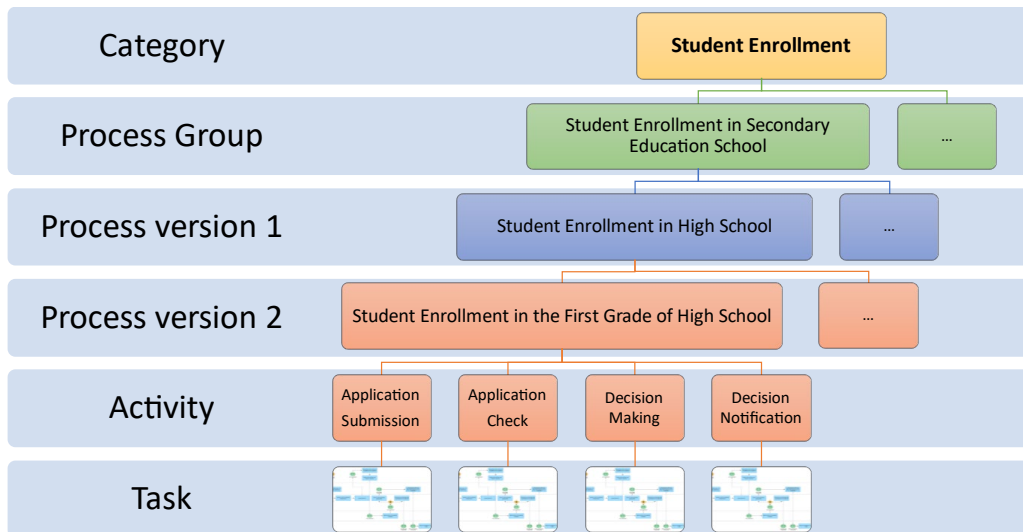 Category
Student Enrollment
Process Group
Student Enrollment in Secondary
Education School
...
Process version 1
Student Enrollment in High School
...
Process version 2
Student Enrollment in the First Grade of High School
...
Activity
Application
Submission
Application
Check
Decision
Making
Decision
Notification
Task